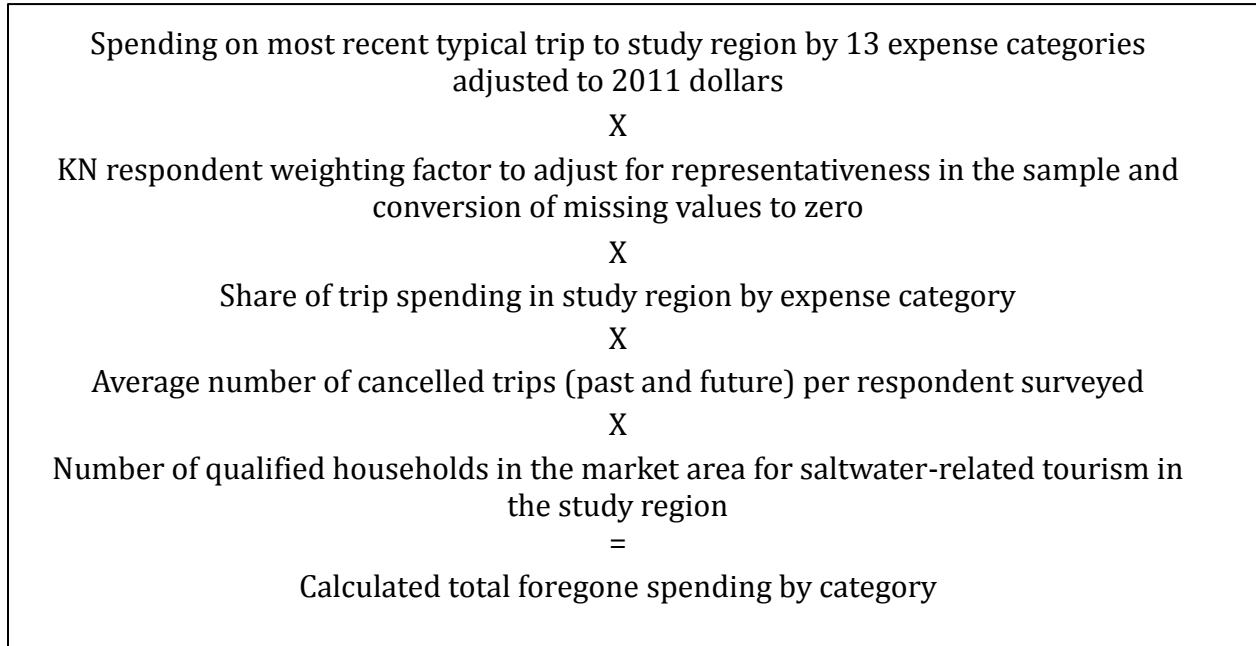 Spending on most recent typical trip to study region by 13 expense categories
adjusted to 2011 dollars
X
KN respondent weighting factor to adjust for representativeness in the sample and
conversion of missing values to zero
X
Share of trip spending in study region by expense category
X
Average number of cancelled trips (past and future) per respondent surveyed
X
Number of qualified households in the market area for saltwater-related tourism in
the study region
=
Calculated total foregone spending by category